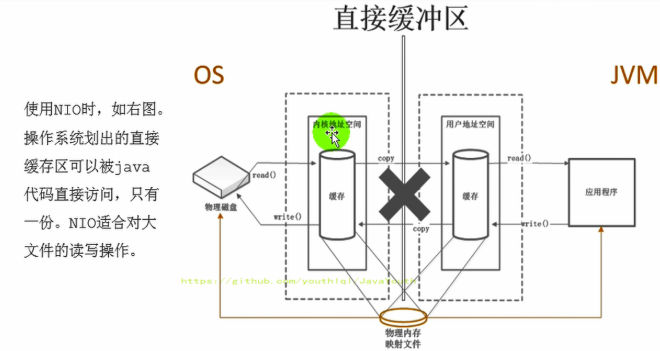 直接缓冲区
OS
JVM
使用NIO时，如右图。
操作系统划出的直接
缓存区可以被java
代码直接访问，只有
一份。NIO适合对大
文件的读写操作。
内核地址空间
用户地址空间
copy
read()
read()
物理磁盘
缓存
缓存
应用程序
write()
copy
write()
物理内存
映射文件